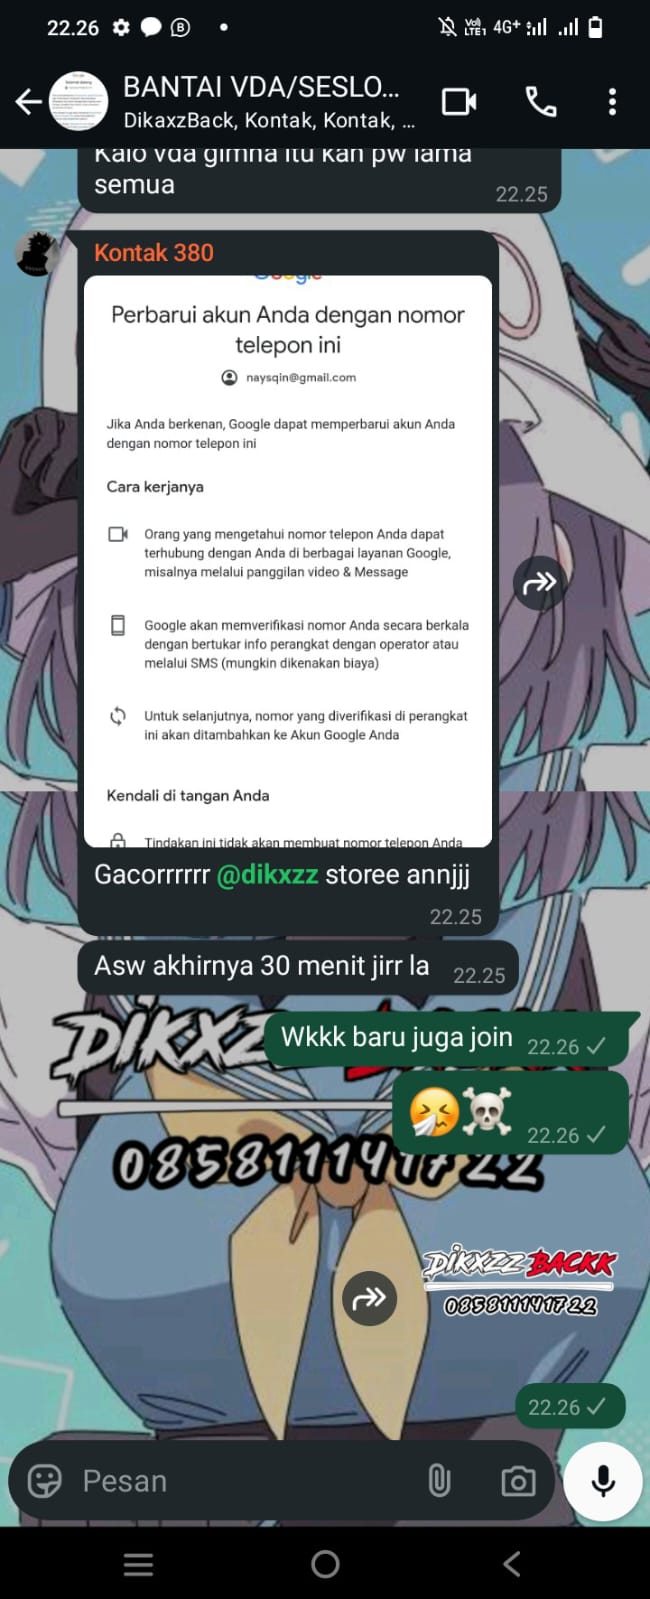 22.26
4G+
BANTAI VDA/SESLO...
DikaxzBack, Kontak, Kontak, ...
Kalo vda gimna itu kan pw lama
semua
22.25
Kontak 380
Google
Perbarui akun Anda dengan nomor
telepon ini
naysqin@gmail.com
Jika Anda berkenan, Google dapat memperbarui akun Anda
dengan nomor telepon ini
Cara kerjanya
Orang yang mengetahui nomor telepon Anda dapat
terhubung dengan Anda di berbagai layanan Google,
misalnya melalui panggilan video & Message
Google akan memverifikasi nomor Anda secara berkala
dengan bertukar info perangkat dengan operator atau
melalui SMS (mungkin dikenakan biaya)
Untuk selanjutnya, nomor yang diverifikasi di perangkat
ini akan ditambahkan ke Akun Google Anda
Kendali di tangan Anda
Tindakan ini tidak akan membuat nomor telepon Anda
Gacorrrrrr @dikxzz storee annjjj
22.25
Asw akhirnya 30 menit jirr la 22.25
DIKXZ
Wkkk baru juga join 22.26
22.26
085811141722
DIKXZZ BACKK
085811141722
22.26
Pesan